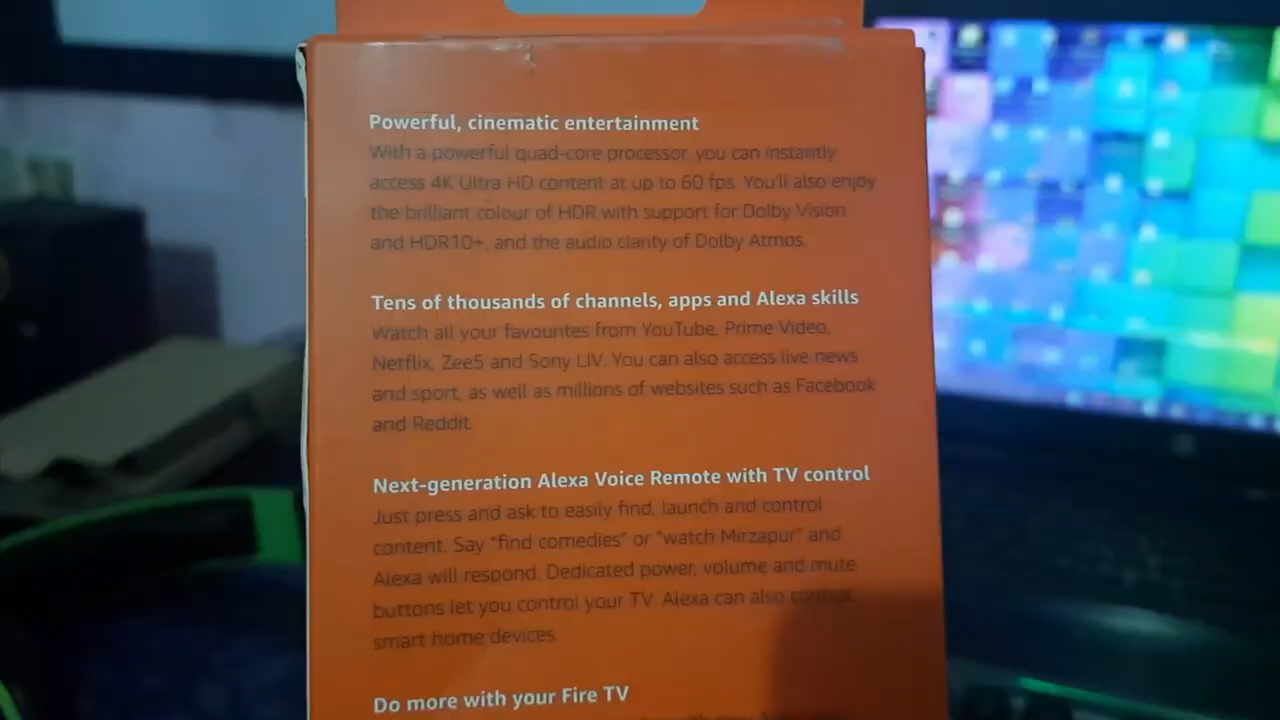 Powerful, cinematic entertainment
With a powerful quad-core processor, you can instantly
access 4K Ultra HD content at up to 60 fps. You'll also enjoy
the brilliant colour of HDR with support for Dolby Vision
and HDR10+, and the audio clarity of Dolby Atmos.
Tens of thousands of channels, apps and Alexa skills
Watch all your favourites from YouTube, Prime Video,
Netflix, Zee5 and Sony LIV. You can also access live news
and sport, as well as millions of websites such as Facebook
and Reddit.
Next-generation Alexa Voice Remote with TV control
Just press and ask to easily find, launch and control
content. Say "find comedies" or "watch Mirzapur" and
Alexa will respond. Dedicated power, volume and mute
buttons let you control your TV. Alexa can also control
smart home devices.
Do more with your Fire TV